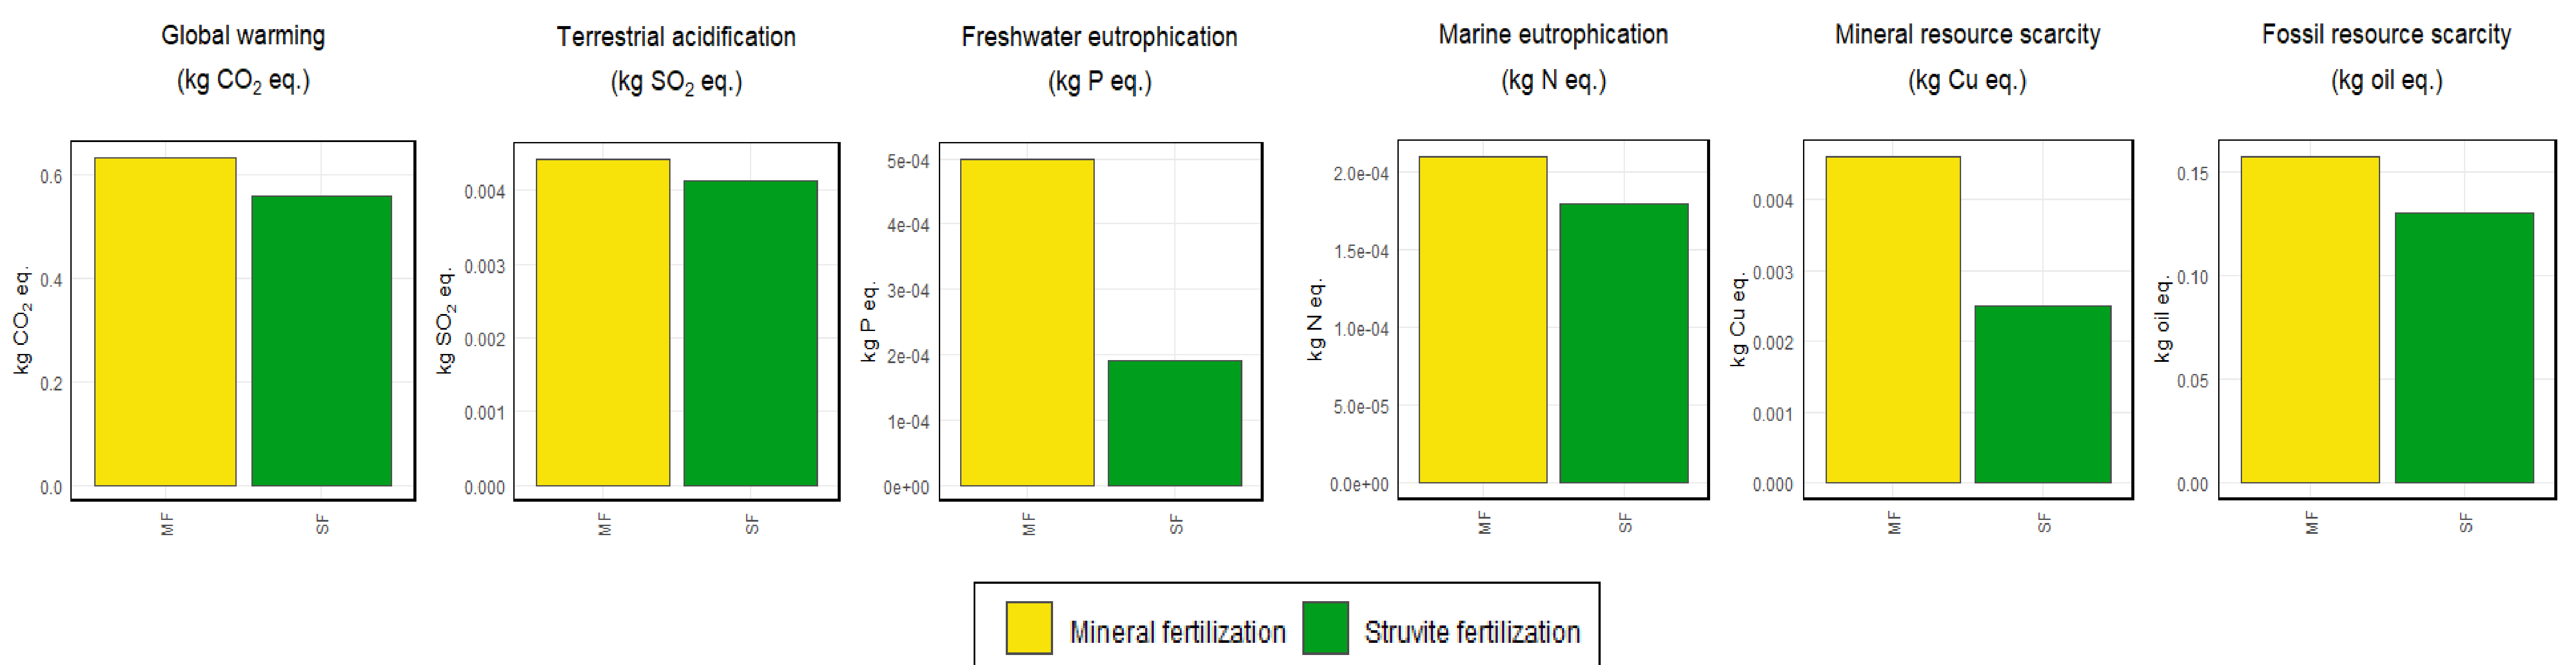 Global warming
(kg CO₂ eq.)
Terrestrial acidification
(kg SO₂ eq.)
Freshwater eutrophication
(kg P eq.)
Marine eutrophication
(kg N eq.)
Mineral resource scarcity
(kg Cu eq.)
Fossil resource scarcity
(kg oil eq.)
kg CO₂ eq.
0.6
0.4
0.2
0.0
MF
SF
kg SO₂ eq.
0.004
0.003
0.002
0.001
0.000
MF
SF
kg P eq.
5e-04
4e-04
3e-04
2e-04
1e-04
0e+00
MF
SF
kg N eq.
2.0e-04
1.5e-04
1.0e-04
5.0e-05
0.0e+00
MF
SF
kg Cu eq.
0.004
0.003
0.002
0.001
0.000
MF
SF
kg oil eq.
0.15
0.10
0.05
0.00
MF
SF
Mineral fertilization
Struvite fertilization